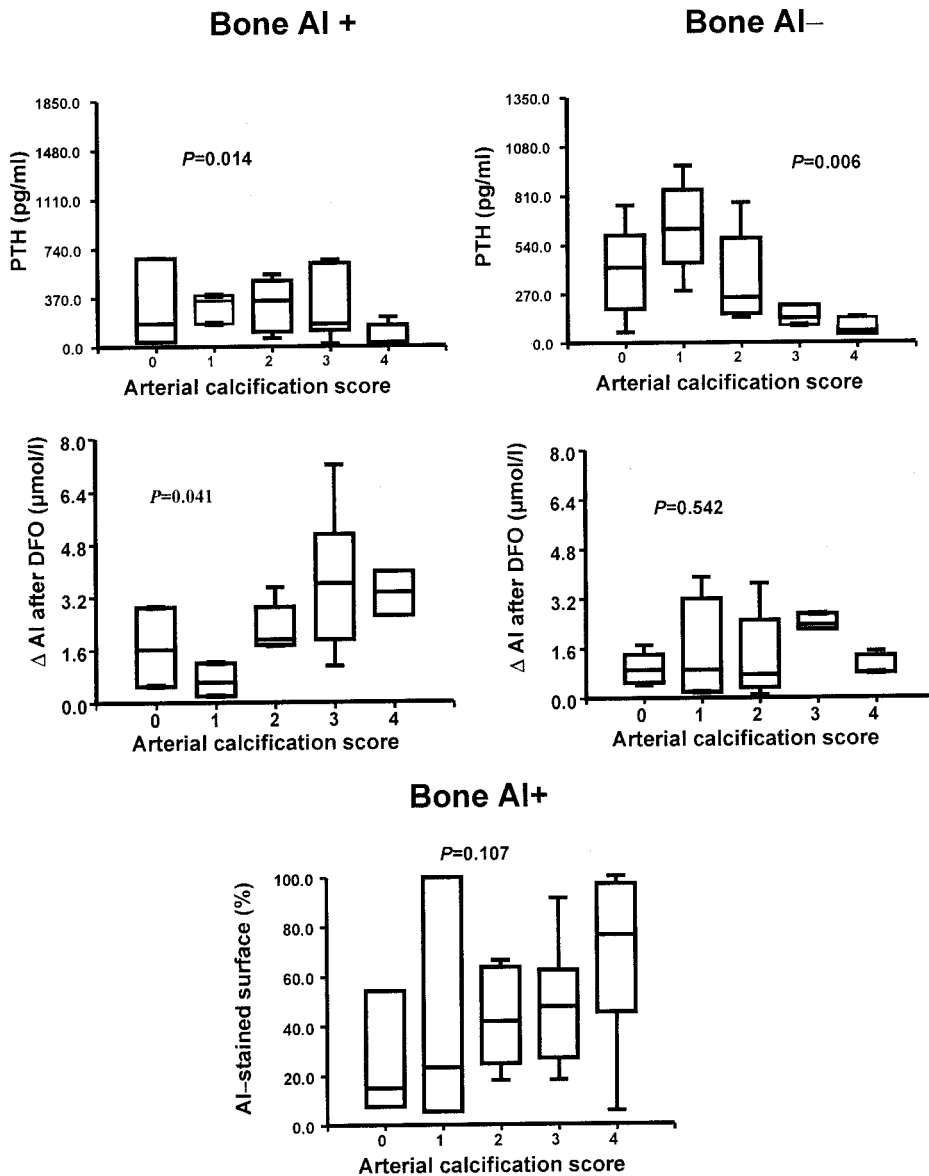 Bone Al +
Bone Al–
PTH (pg/ml)
1850.0
1480.0
1110.0
740.0
370.0
0.0
P=0.014
0 1 2 3 4
Arterial calcification score
PTH (pg/ml)
1350.0
1080.0
810.0
540.0
270.0
0.0
P=0.006
0 1 2 3 4
Arterial calcification score
Δ Al after DFO (μmol/l)
8.0
6.4
4.8
3.2
1.6
0.0
P=0.041
0 1 2 3 4
Arterial calcification score
Δ Al after DFO (μmol/l)
8.0
6.4
4.8
3.2
1.6
0.0
P=0.542
0 1 2 3 4
Arterial calcification score
Bone Al+
Al–stained surface (%)
100.0
80.0
60.0
40.0
20.0
0.0
P=0.107
0 1 2 3 4
Arterial calcification score